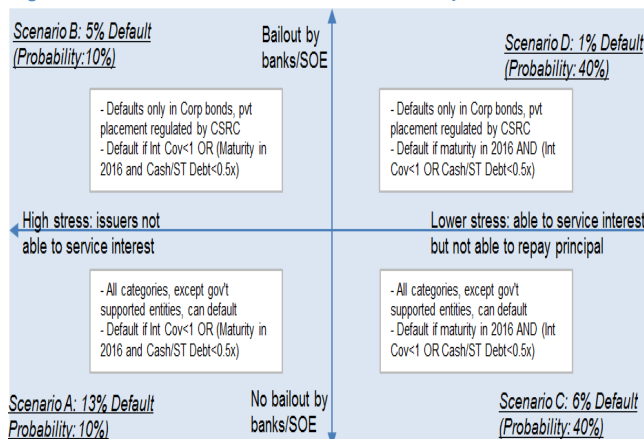 Scenario B: 5% Default
(Probability:10%)
Bailout by
banks/SOE
Scenario D: 1% Default
(Probability: 40%)
- Defaults only in Corp bonds, pvt
placement regulated by CSRC
- Default if Int Cov<1 OR (Maturity in
2016 and Cash/ST Debt<0.5x)
- Defaults only in Corp bonds, pvt
placement regulated by CSRC
- Default if maturity in 2016 AND (Int
Cov<1 OR Cash/ST Debt<0.5x)
High stress: issuers not
able to service interest
Lower stress: able to service interest
but not able to repay principal
- All categories, except gov't
supported entities, can default
- Default if Int Cov<1 OR (Maturity in
2016 and Cash/ST Debt<0.5x)
- All categories, except gov't
supported entities, can default
- Default if maturity in 2016 AND (Int
Cov<1 OR Cash/ST Debt<0.5x)
Scenario A: 13% Default
Probability: 10%)
No bailout by
banks/SOE
Scenario C: 6% Default
(Probability: 40%)